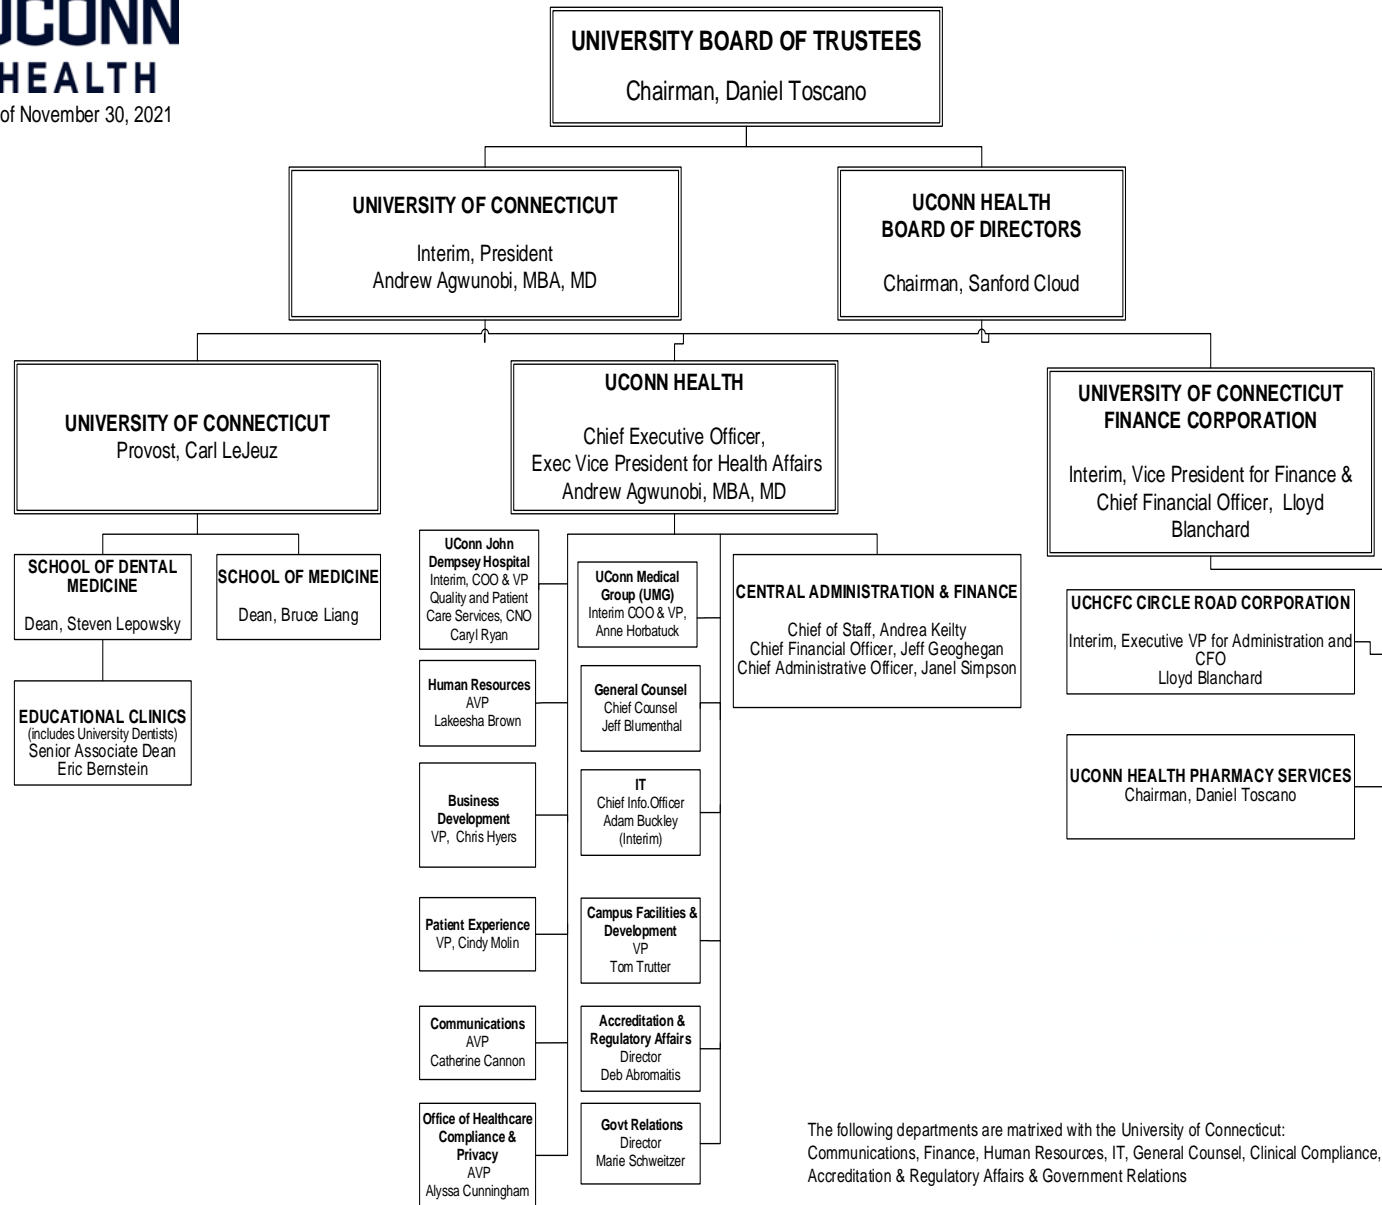 UCONN
HEALTH
of November 30, 2021
UNIVERSITY BOARD OF TRUSTEES
Chairman, Daniel Toscano
UNIVERSITY OF CONNECTICUT
Interim, President
Andrew Agwunobi, MBA, MD
UCONN HEALTH
BOARD OF DIRECTORS
Chairman, Sanford Cloud
UNIVERSITY OF CONNECTICUT
Provost, Carl LeJeuz
UCONN HEALTH
Chief Executive Officer,
Exec Vice President for Health Affairs
Andrew Agwunobi, MBA, MD
UNIVERSITY OF CONNECTICUT
FINANCE CORPORATION
Interim, Vice President for Finance &
Chief Financial Officer, Lloyd
Blanchard
SCHOOL OF DENTAL
MEDICINE
Dean, Steven Lepowsky
SCHOOL OF MEDICINE
Dean, Bruce Liang
EDUCATIONAL CLINICS
(includes University Dentists)
Senior Associate Dean
Eric Bernstein
UConn John
Dempsey Hospital
Interim, COO & VP
Quality and Patient
Care Services, CNO
Caryl Ryan
UConn Medical
Group (UMG)
Interim COO & VP,
Anne Horbatuck
CENTRAL ADMINISTRATION & FINANCE
Chief of Staff, Andrea Keilty
Chief Financial Officer, Jeff Geoghegan
Chief Administrative Officer, Janel Simpson
UCHCFC CIRCLE ROAD CORPORATION
Interim, Executive VP for Administration and
CFO
Lloyd Blanchard
Human Resources
AVP
Lakeesha Brown
General Counsel
Chief Counsel
Jeff Blumenthal
UCONN HEALTH PHARMACY SERVICES
Chairman, Daniel Toscano
Business
Development
VP, Chris Hyers
IT
Chief Info.Officer
Adam Buckley
(Interim)
Patient Experience
VP, Cindy Molin
Campus Facilities &
Development
VP
Tom Trutter
Communications
AVP
Catherine Cannon
Accreditation &
Regulatory Affairs
Director
Deb Abromaitis
Office of Healthcare
Compliance &
Privacy
AVP
Alyssa Cunningham
Govt Relations
Director
Marie Schweitzer
The following departments are matrixed with the University of Connecticut:
Communications, Finance, Human Resources, IT, General Counsel, Clinical Compliance,
Accreditation & Regulatory Affairs & Government Relations